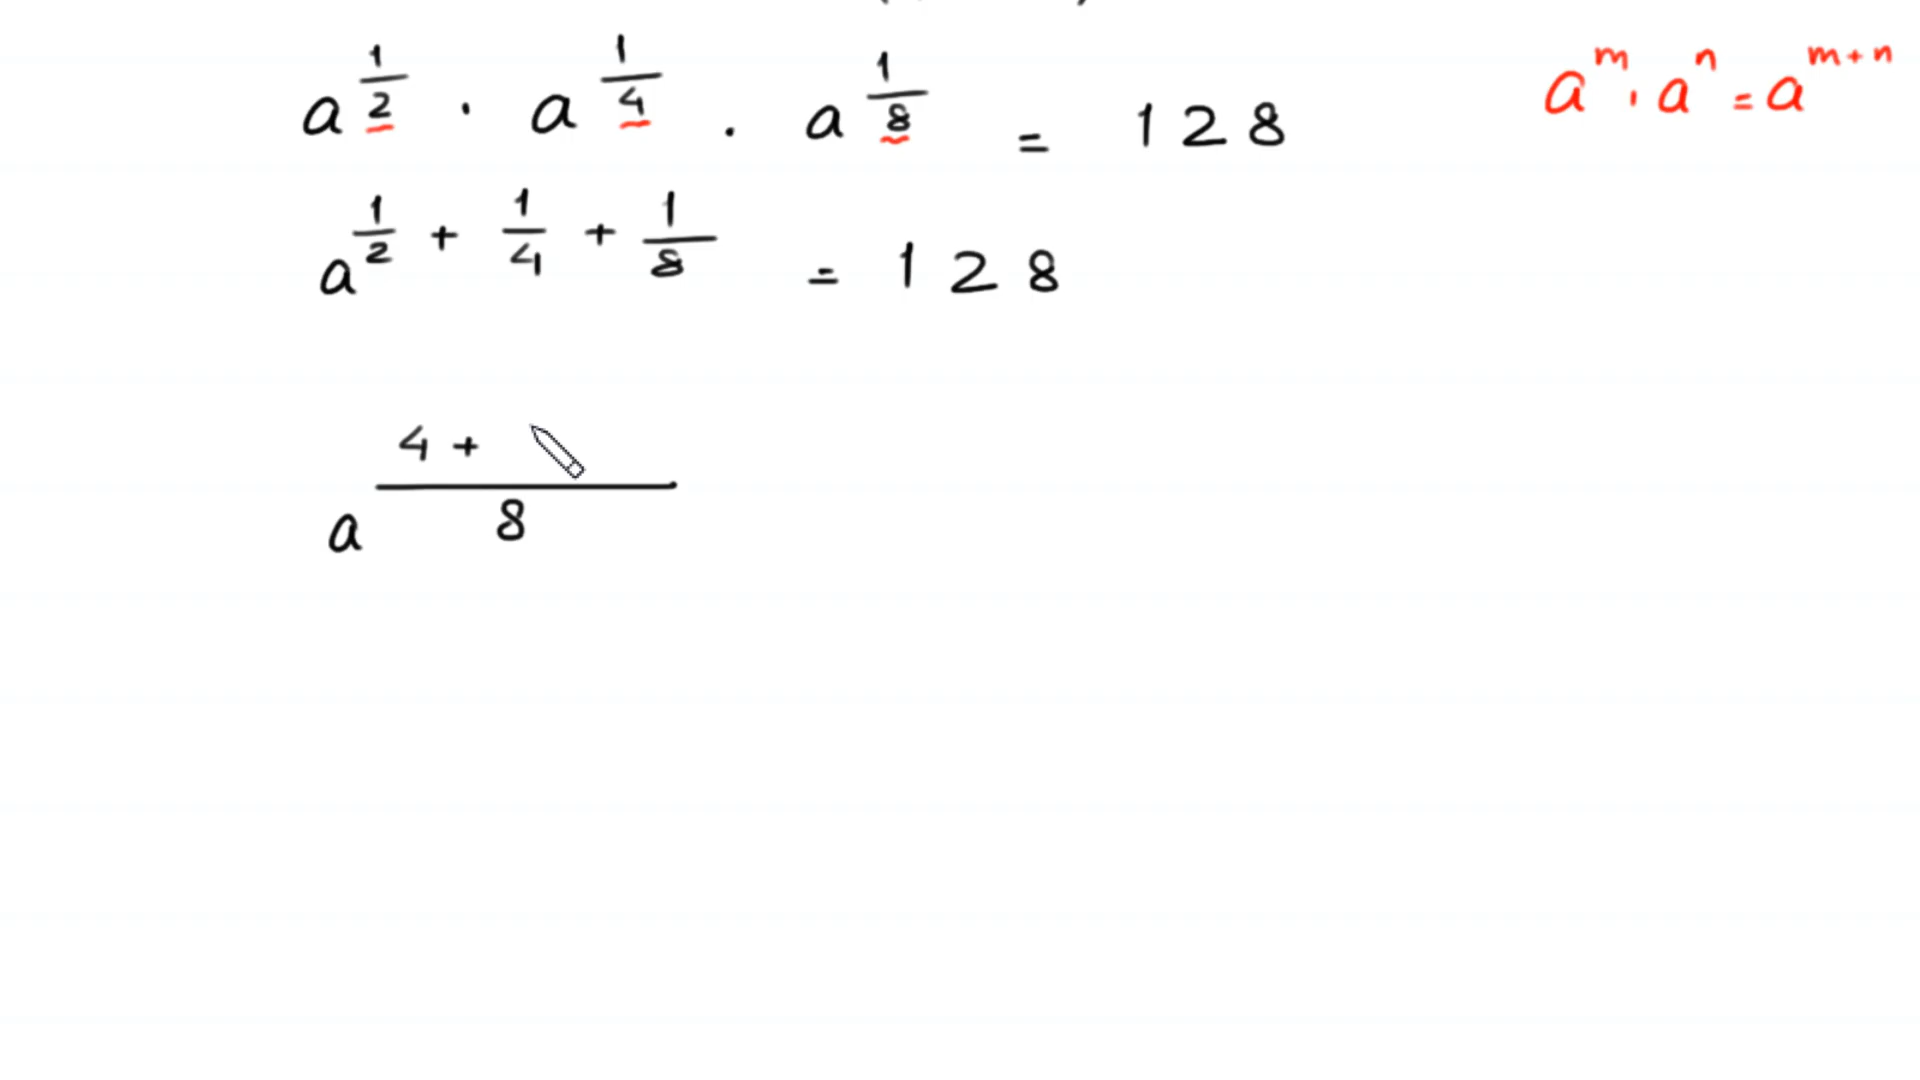 a^(1/2) · a^(1/4) · a^(1/8) = 128
a^m · a^n = a^(m+n)
a^(1/2 + 1/4 + 1/8) = 128
a^((4 + )/8)